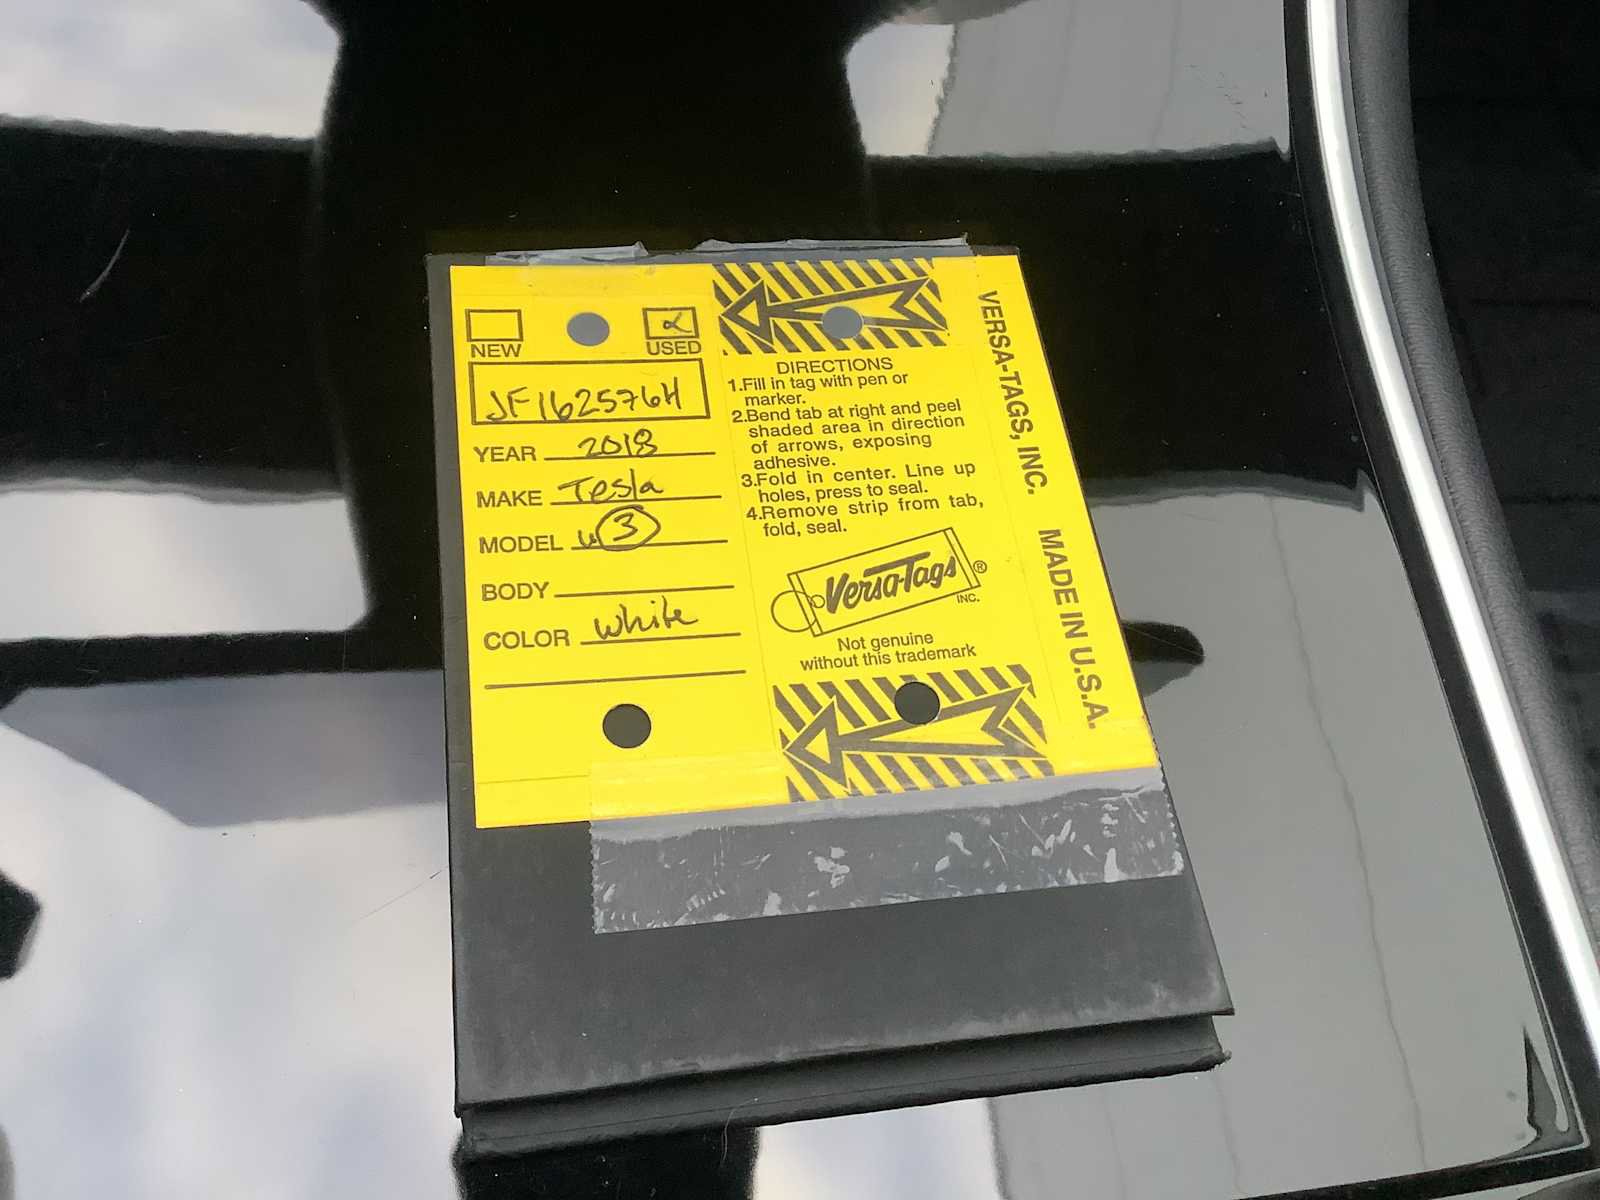 NEW
USED
JF162576H
YEAR 2018
MAKE Tesla
MODEL 3
BODY
COLOR white
DIRECTIONS
1.Fill in tag with pen or
marker.
2.Bend tab at right and peel
shaded area in direction
of arrows, exposing
adhesive.
3.Fold in center. Line up
holes, press to seal.
4.Remove strip from tab,
fold, seal.
Versa-Tags ®
INC.
Not genuine
without this trademark
VERSA-TAGS, INC. MADE IN U.S.A.